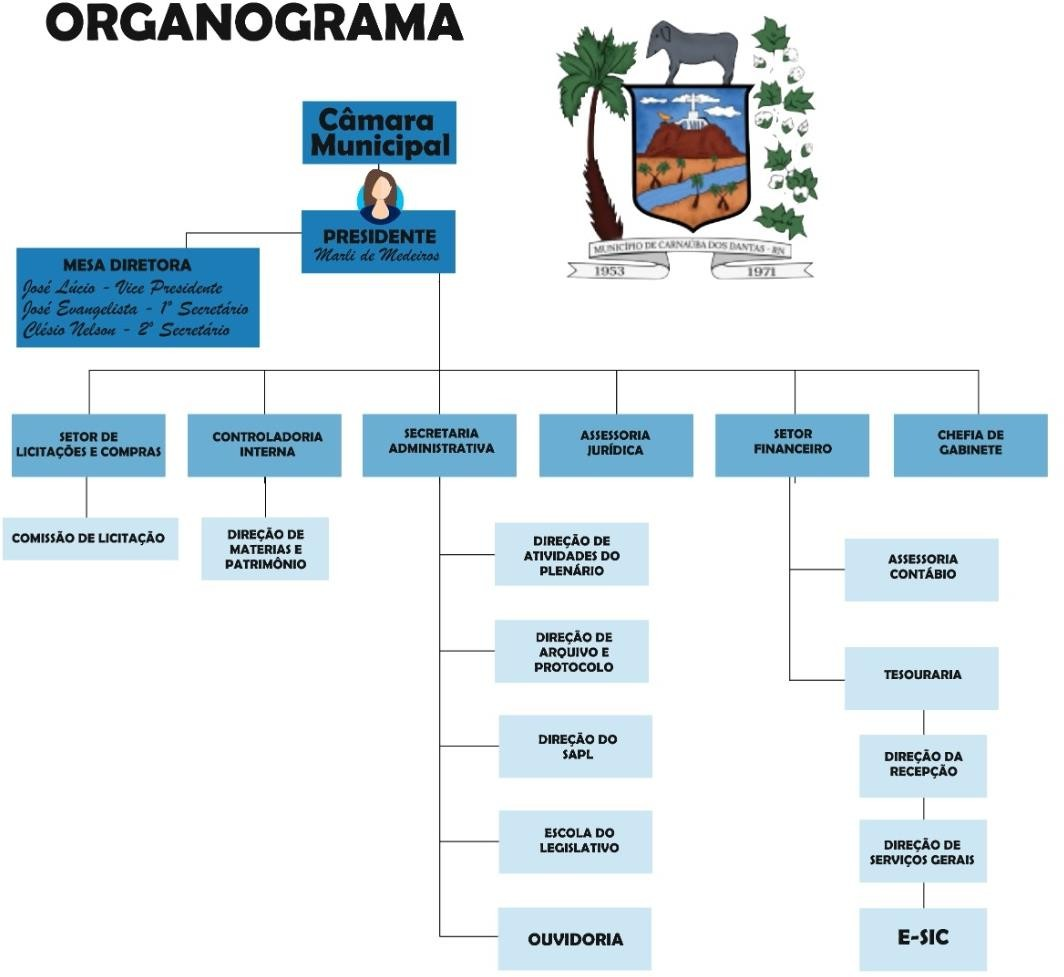 ORGANOGRAMA
Câmara
Municipal
PRESIDENTE
Marli de Medeiros
MESA DIRETORA
José Lúcio - Vice Presidente
José Evangelista - 1º Secretário
Clésio Nelson - 2º Secretário
MUNICÍPIO DE CARNAÚBA DOS DANTAS - RN
1953
1971
SETOR DE
LICITAÇÕES E COMPRAS
CONTROLADORIA
INTERNA
SECRETARIA
ADMINISTRATIVA
ASSESSORIA
JURÍDICA
SETOR
FINANCEIRO
CHEFIA DE
GABINETE
COMISSÃO DE LICITAÇÃO
DIREÇÃO DE
MATERIAS E
PATRIMÔNIO
DIREÇÃO DE
ATIVIDADES DO
PLENÁRIO
DIREÇÃO DE
ARQUIVO E
PROTOCOLO
DIREÇÃO DO
SAPL
ESCOLA DO
LEGISLATIVO
OUVIDORIA
ASSESSORIA
CONTÁBIO
TESOURARIA
DIREÇÃO DA
RECEPÇÃO
DIREÇÃO DE
SERVIÇOS GERAIS
E-SIC